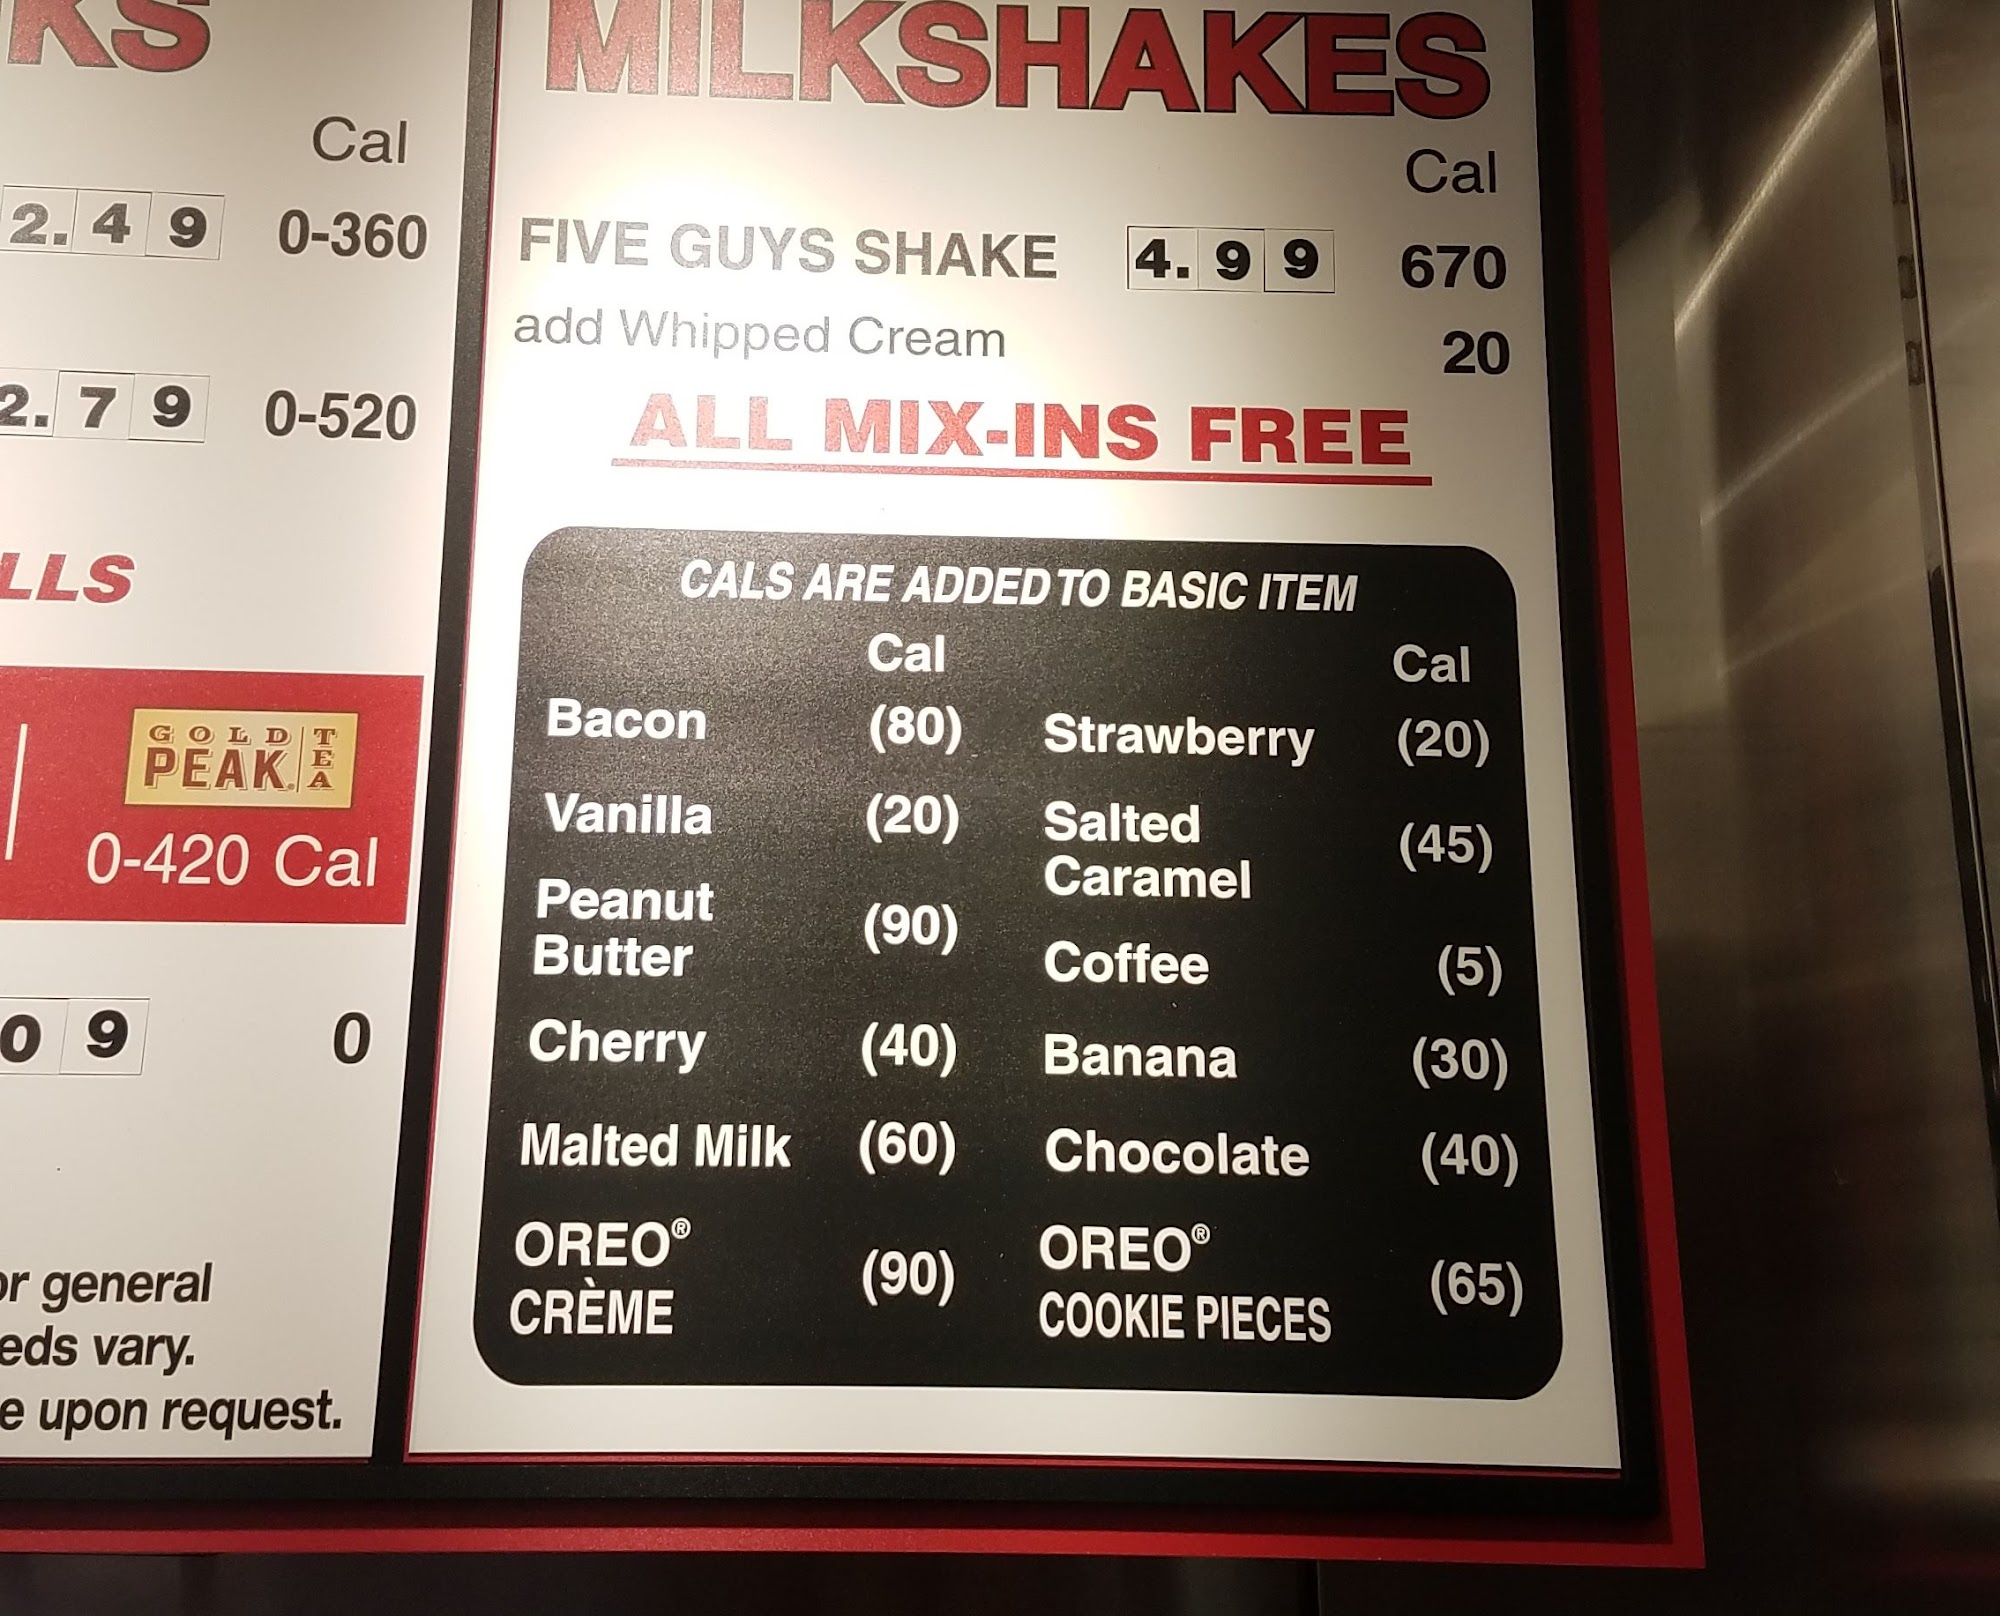 KS
Cal
2.49 0-360
2.79 0-520
LLS
GOLD PEAK. TEA
0-420 Cal
09 0
or general
eds vary.
e upon request.
MILKSHAKES
Cal
FIVE GUYS SHAKE 4.99 670
add Whipped Cream 20
ALL MIX-INS FREE
CALS ARE ADDED TO BASIC ITEM
Cal Cal
Bacon (80) Strawberry (20)
Vanilla (20) Salted
Caramel (45)
Peanut
Butter (90) Coffee (5)
Cherry (40) Banana (30)
Malted Milk (60) Chocolate (40)
OREO® OREO®
CRÈME (90) COOKIE PIECES (65)